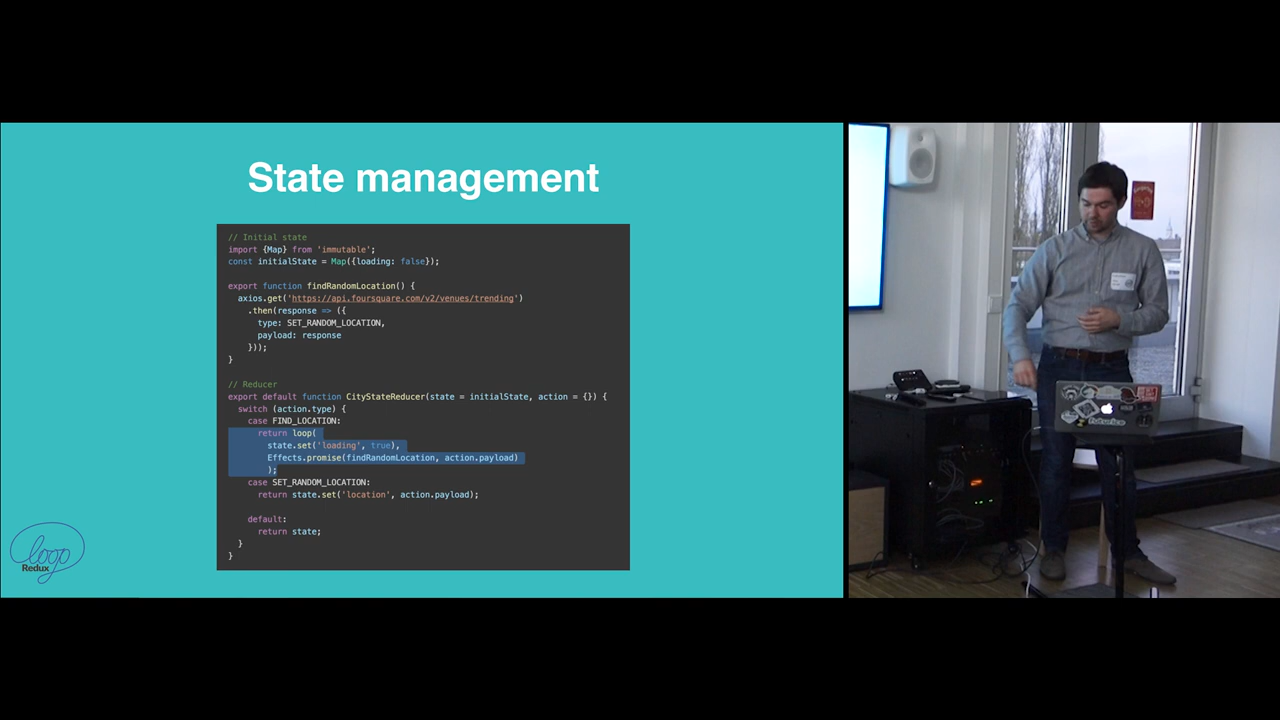 State management
// Initial state
import {Map} from 'immutable';
const initialState = Map({loading: false});
export function findRandomLocation() {
axios.get('https://api.foursquare.com/v2/venues/trending')
.then(response => ({
type: SET_RANDOM_LOCATION,
payload: response
}));
}
// Reducer
export default function CityStateReducer(state = initialState, action = {}) {
switch (action.type) {
case FIND_LOCATION:
return loop(
state.set('loading', true),
Effects.promise(findRandomLocation, action.payload)
);
case SET_RANDOM_LOCATION:
return state.set('location', action.payload);
default:
return state;
}
}
loop
Redux
futurice